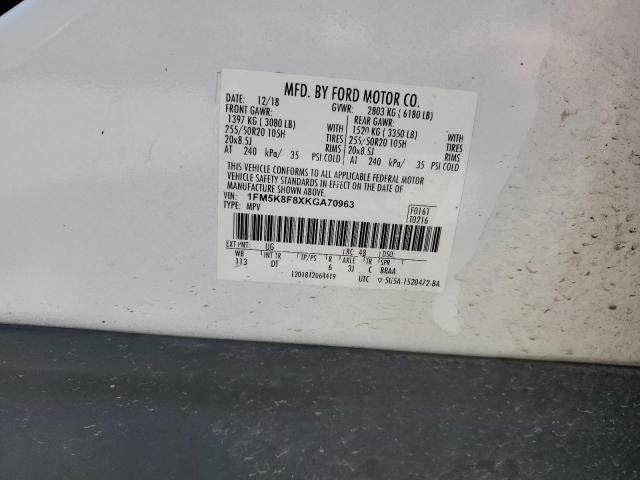 MFD. BY FORD MOTOR CO.
DATE: 12/18 GVWR: 2803 KG ( 6180 LB)
FRONT GAWR: REAR GAWR:
1397 KG ( 3080 LB) WITH 1520 KG ( 3350 LB) WITH
255/50R20 105H TIRES 255/50R20 105H TIRES
20x8.5J RIMS 20x8.5J RIMS
AT 240 kPa/ 35 PSI COLD AT 240 kPa/ 35 PSI COLD
THIS VEHICLE CONFORMS TO ALL APPLICABLE FEDERAL MOTOR
VEHICLE SAFETY STANDARDS IN EFFECT ON THE DATE OF
MANUFACTURE SHOWN ABOVE.
VIN: 1FM5K8F8XKGA70963 F0161
TYPE: MPV T0216
EXT PNT: UG RC: 48 DSO:
WB INT TR TP/PS R AXLE TR SPR
113 DT 6 3J C BBAA
UTC ▽ 5U5A-1520472-BA